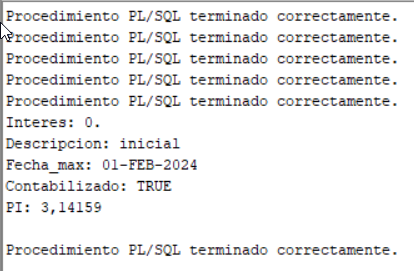 Procedimiento PL/SQL terminado correctamente.
Procedimiento PL/SQL terminado correctamente.
Procedimiento PL/SQL terminado correctamente.
Procedimiento PL/SQL terminado correctamente.
Procedimiento PL/SQL terminado correctamente.
Interes: 0.
Descripcion: inicial
Fecha_max: 01-FEB-2024
Contabilizado: TRUE
PI: 3,14159
Procedimiento PL/SQL terminado correctamente.